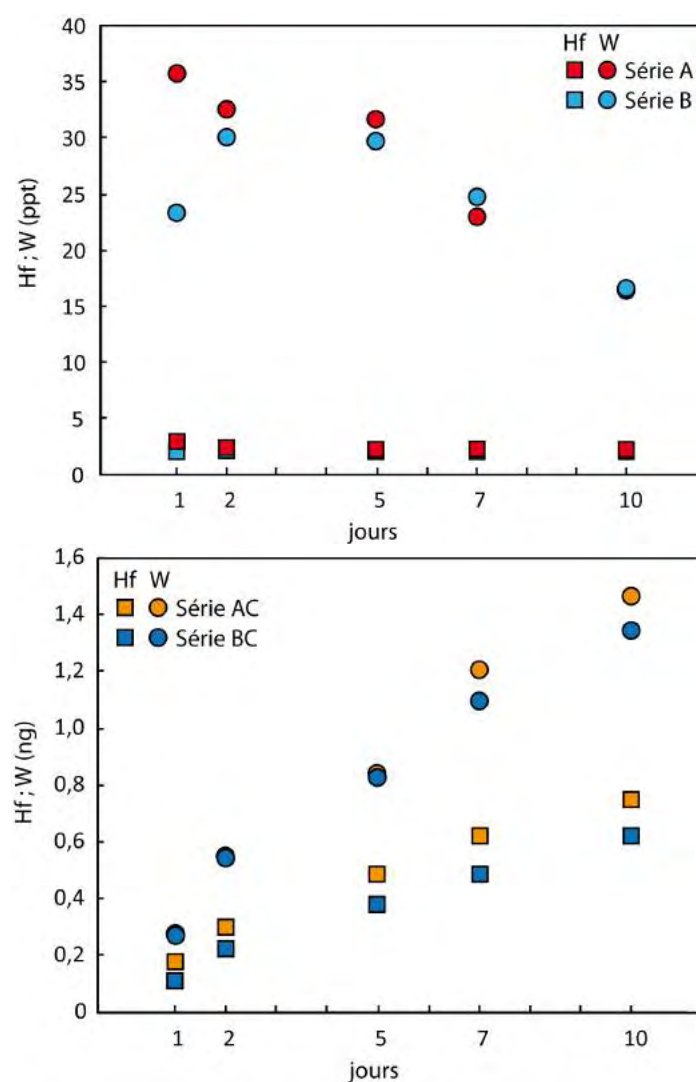 40
35
30
25
20
15
10
5
0
Hf ; W (ppt)
Hf W
Série A
Série B
1 2 5 7 10
jours
1,6
1,4
1,2
1,0
0,8
0,6
0,4
0,2
0
Hf ; W (ng)
Hf W
Série AC
Série BC
1 2 5 7 10
jours